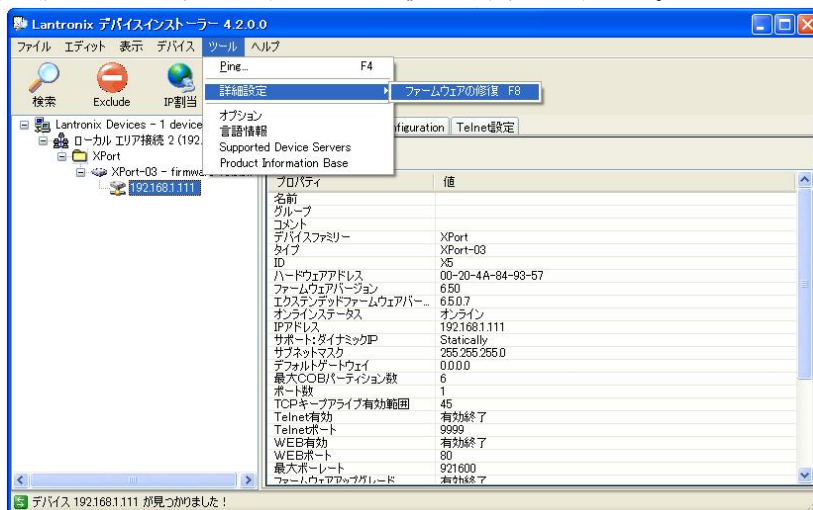 Lantronix デバイスインストーラー 4.2.0.0
ファイル エディット 表示 デバイス ツール ヘルプ
検索 Exclude IP割当
Ping... F4
詳細設定
ファームウェアの修復 F8
オプション
言語情報
Supported Device Servers
Product Information Base
nfiguration Telnet設定
Lantronix Devices - 1 device
ローカル エリア接続 2 (192.
XPort
XPort-03 - firmwa
192.168.1.111
プロパティ 値
名前
グループ
コメント
デバイスファミリー XPort
タイプ XPort-03
ID X5
ハードウェアアドレス 00-20-4A-84-93-57
ファームウェアバージョン 6.50
エクステンデッドファームウェアバー... 6.5.0.7
オンラインステータス オンライン
IPアドレス 192.168.1.111
サポート:ダイナミックIP Statically
サブネットマスク 255.255.255.0
デフォルトゲートウェイ 0.0.0.0
最大COBパーティション数 6
ポート数 1
TCPキープアライブ有効範囲 45
Telnet有効 有効終了
Telnetポート 9999
WEB有効 有効終了
WEBポート 80
最大ボーレート 921600
ファームウェアアップグレード 有効終了
デバイス 192.168.1.111 が見つかりました!